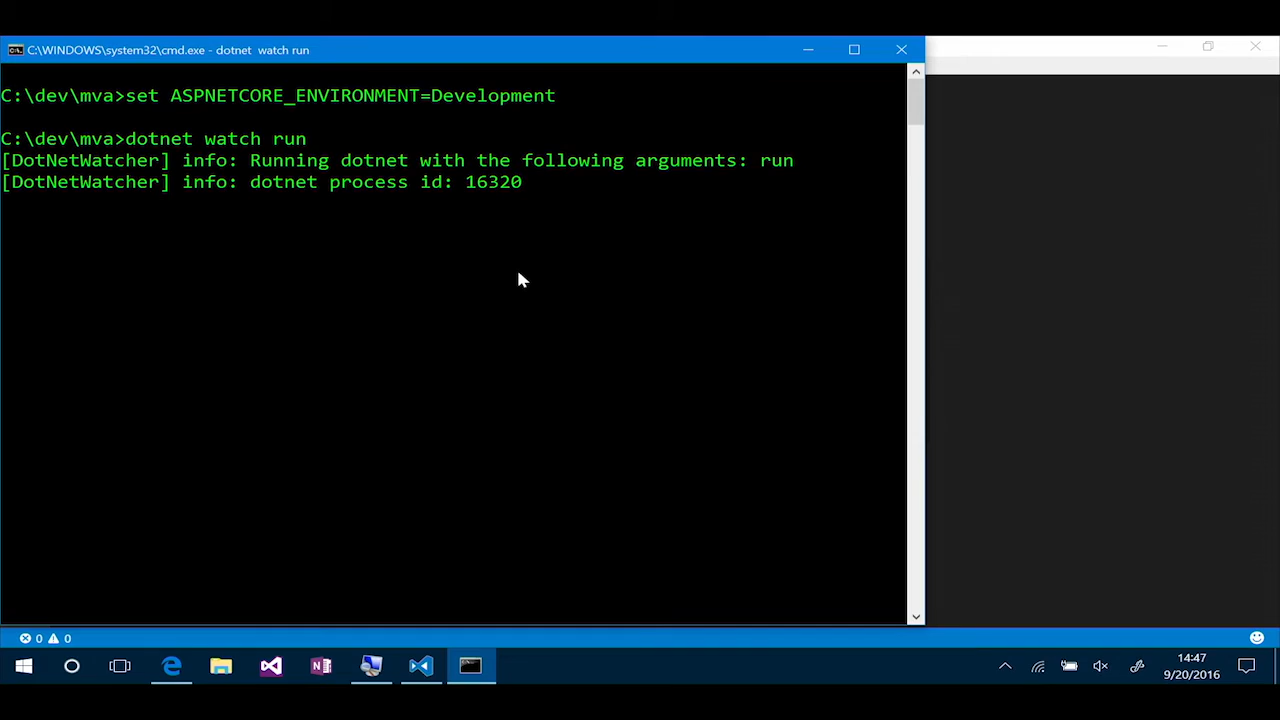 C:\WINDOWS\system32\cmd.exe - dotnet  watch run
C:\dev\mva>set ASPNETCORE_ENVIRONMENT=Development
C:\dev\mva>dotnet watch run
[DotNetWatcher] info: Running dotnet with the following arguments: run
[DotNetWatcher] info: dotnet process id: 16320
0 0
14:47
9/20/2016